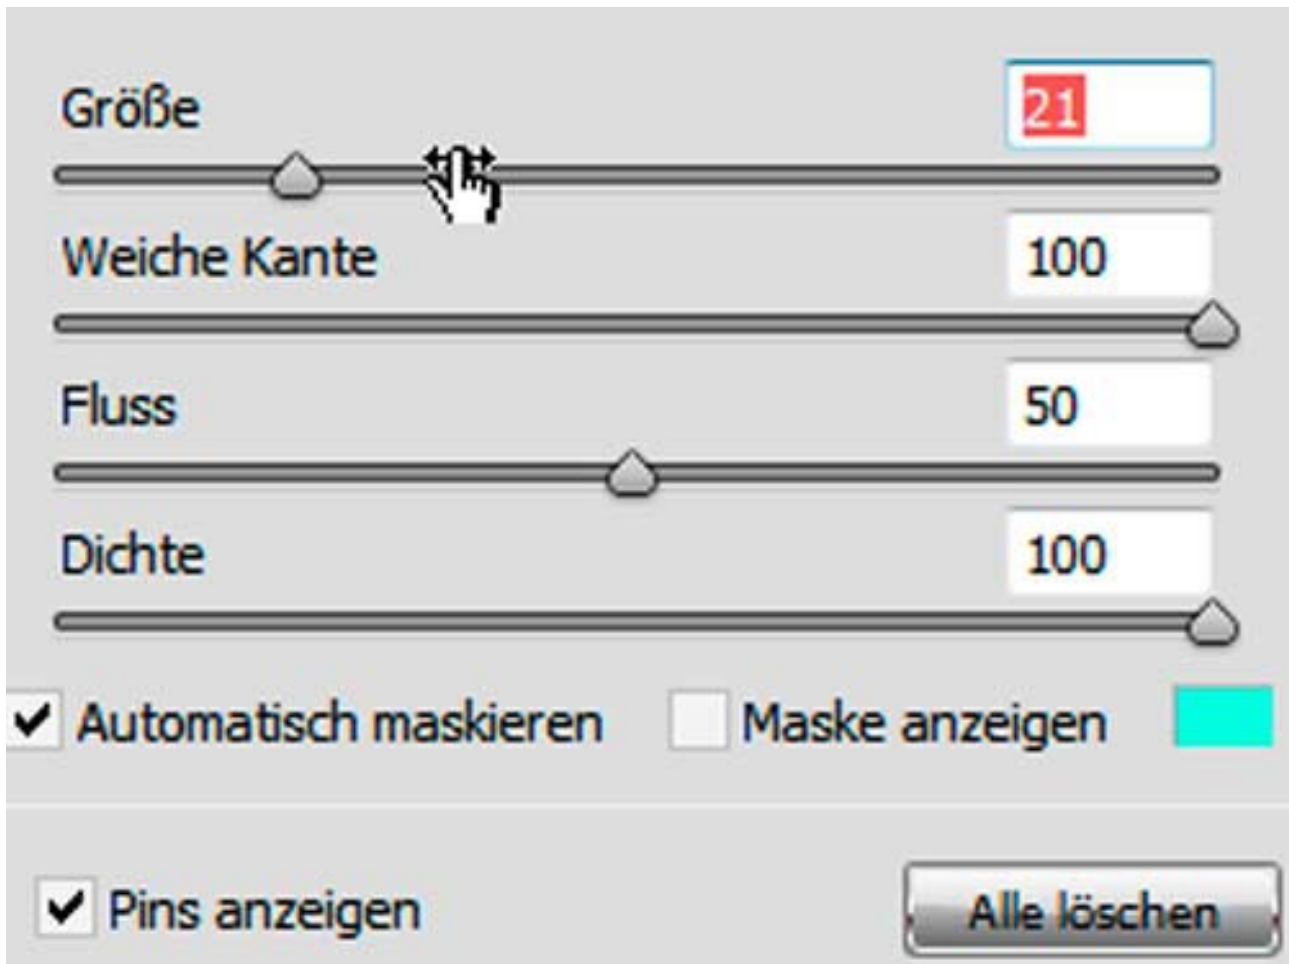 Größe 21
Weiche Kante 100
Fluss 50
Dichte 100
Automatisch maskieren Maske anzeigen
Pins anzeigen Alle löschen